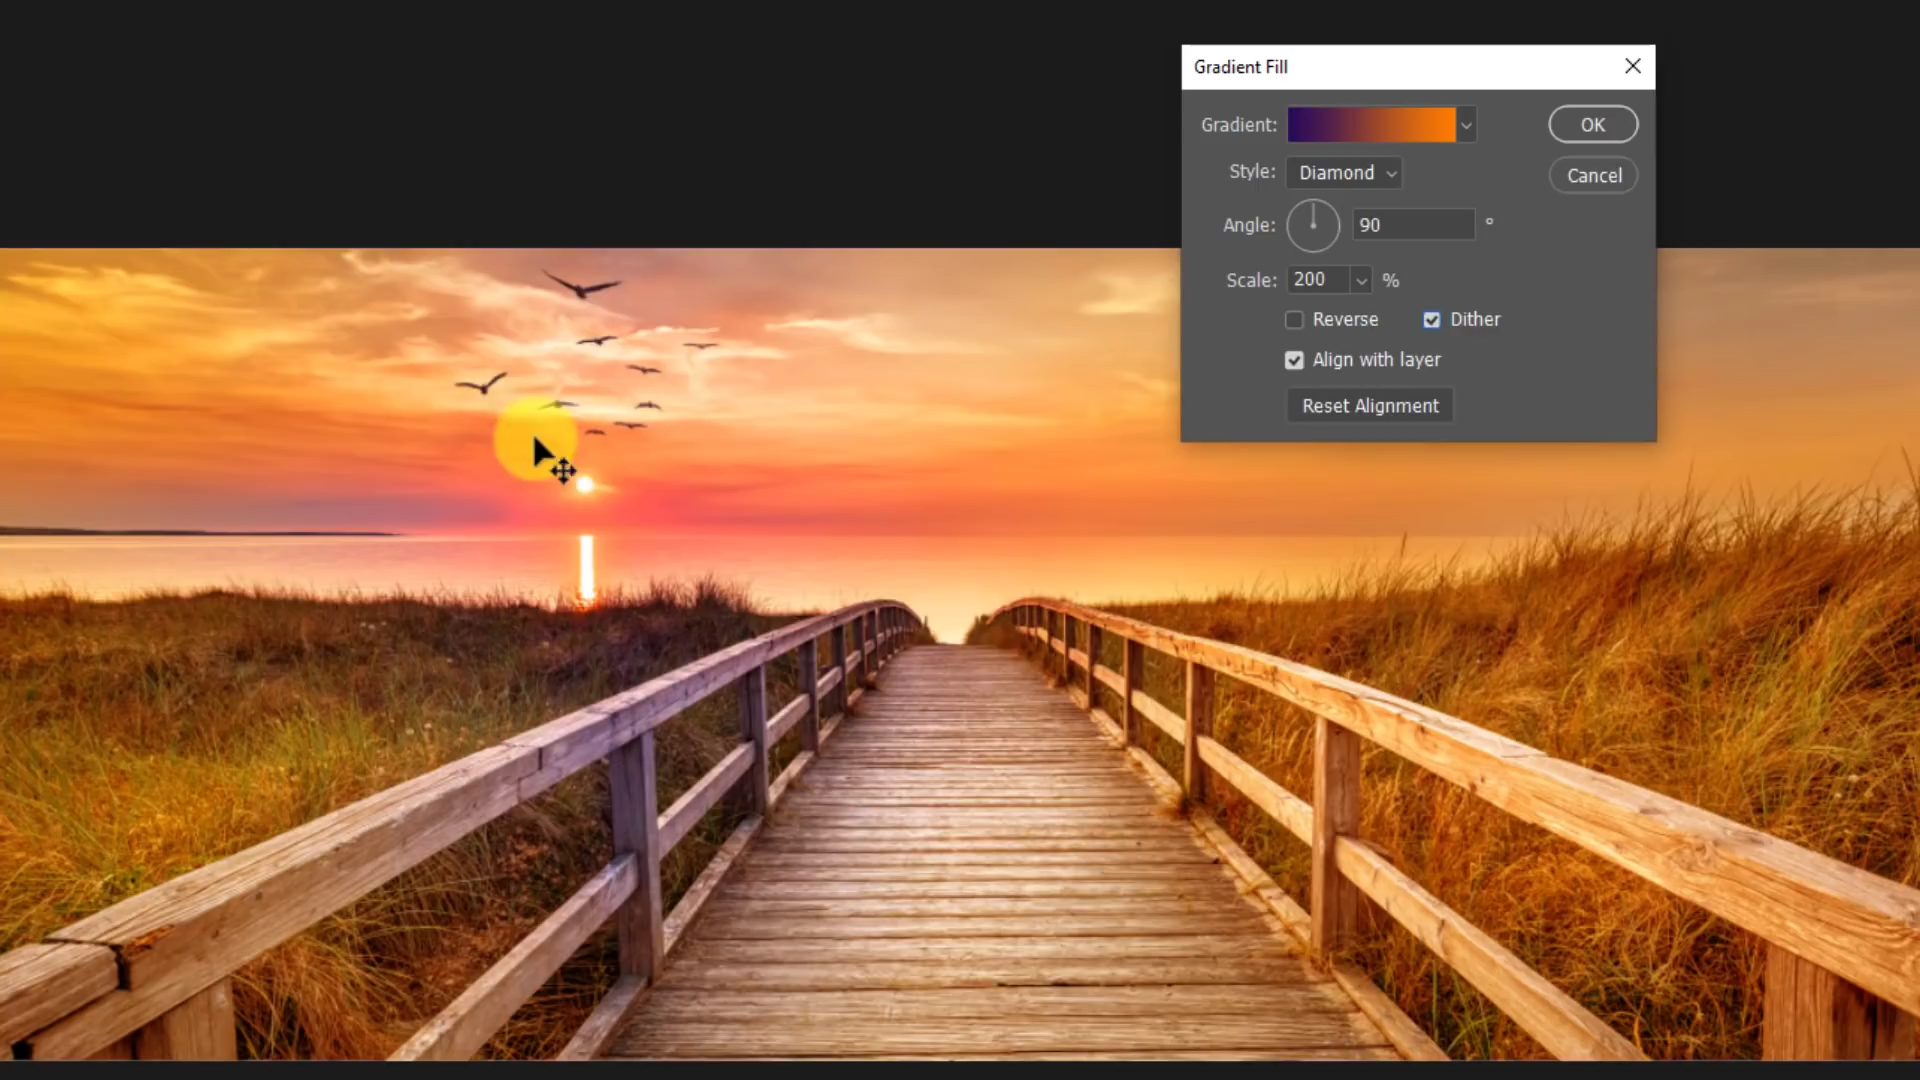 Gradient Fill
Gradient:
OK
Style: Diamond
Cancel
Angle: 90 °
Scale: 200 %
Reverse Dither
Align with layer
Reset Alignment